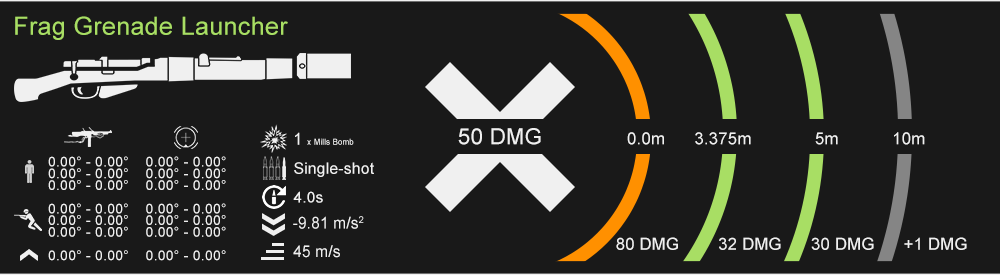 Frag Grenade Launcher
1 x Mills Bomb
0.00° - 0.00° 0.00° - 0.00°
0.00° - 0.00° 0.00° - 0.00°
0.00° - 0.00° 0.00° - 0.00°
Single-shot
4.0s
0.00° - 0.00° 0.00° - 0.00°
0.00° - 0.00° 0.00° - 0.00°
0.00° - 0.00° 0.00° - 0.00°
-9.81 m/s²
0.00° - 0.00° 0.00° - 0.00°
45 m/s
50 DMG
0.0m
3.375m
5m
10m
80 DMG
32 DMG
30 DMG
+1 DMG